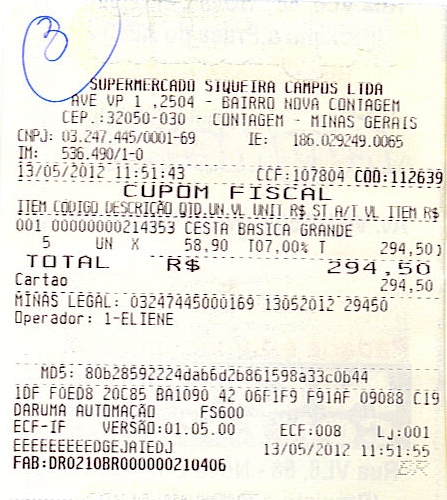 3
SUPERMERCADO SIQUEIRA CAMPOS LTDA
AVE VP 1 ,2504 - BAIRRO NOVA CONTAGEM
CEP.:32050-030 - CONTAGEM - MINAS GERAIS
CNPJ: 03.247.445/0001-69 IE: 186.029249.0065
IM: 536.490/1-0
13/05/2012 11:51:43 CCF:107804 COO:112639
CUPOM FISCAL
ITEM CÓDIGO DESCRIÇÃO QTD.UN.VL UNIT R$ ST A/T VL ITEM R$
001 00000000214353 CESTA BASICA GRANDE
5 UN X 58,90 T07,00% T 294,50
TOTAL R$ 294,50
Cartao 294,50
MINAS LEGAL: 03247445000169 13052012 29450
Operador: 1-ELIENE
MD5: 80b28592224dab6d2b861598a33c0b44
1DF F0ED8 20C85 BA1090 42 06F1F9 F91AF 09088 C19
DARUMA AUTOMAÇÃO FS600
ECF-IF VERSÃO:01.05.00 ECF:008 Lj:001
EEEEEEEEEDGEJAIEDJ 13/05/2012 11:51:55
FAB:DR0210BR000000210406 BR